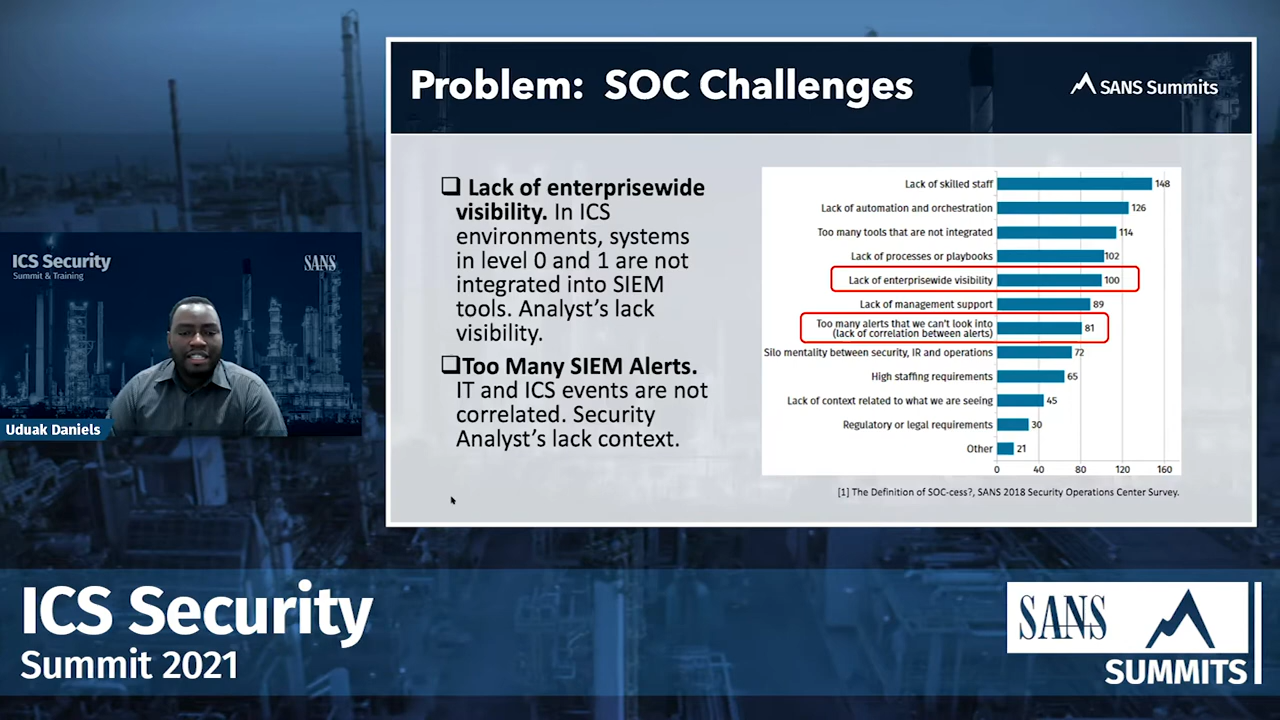 Problem: SOC Challenges
SANS Summits
Lack of enterprisewide
visibility. In ICS
environments, systems
in level 0 and 1 are not
integrated into SIEM
tools. Analyst's lack
visibility.
Too Many SIEM Alerts.
IT and ICS events are not
correlated. Security
Analyst's lack context.
Lack of skilled staff 148
Lack of automation and orchestration 126
Too many tools that are not integrated 114
Lack of processes or playbooks 102
Lack of enterprisewide visibility 100
Lack of management support 89
Too many alerts that we can't look into
(lack of correlation between alerts) 81
Silo mentality between security, IR and operations 72
High staffing requirements 65
Lack of context related to what we are seeing 45
Regulatory or legal requirements 30
Other 21
0 40 80 120 160
[1] The Definition of SOC-cess?, SANS 2018 Security Operations Center Survey.
ICS Security
Summit & Training
SANS
Uduak Daniels
ICS Security
Summit 2021
SANS
SUMMITS